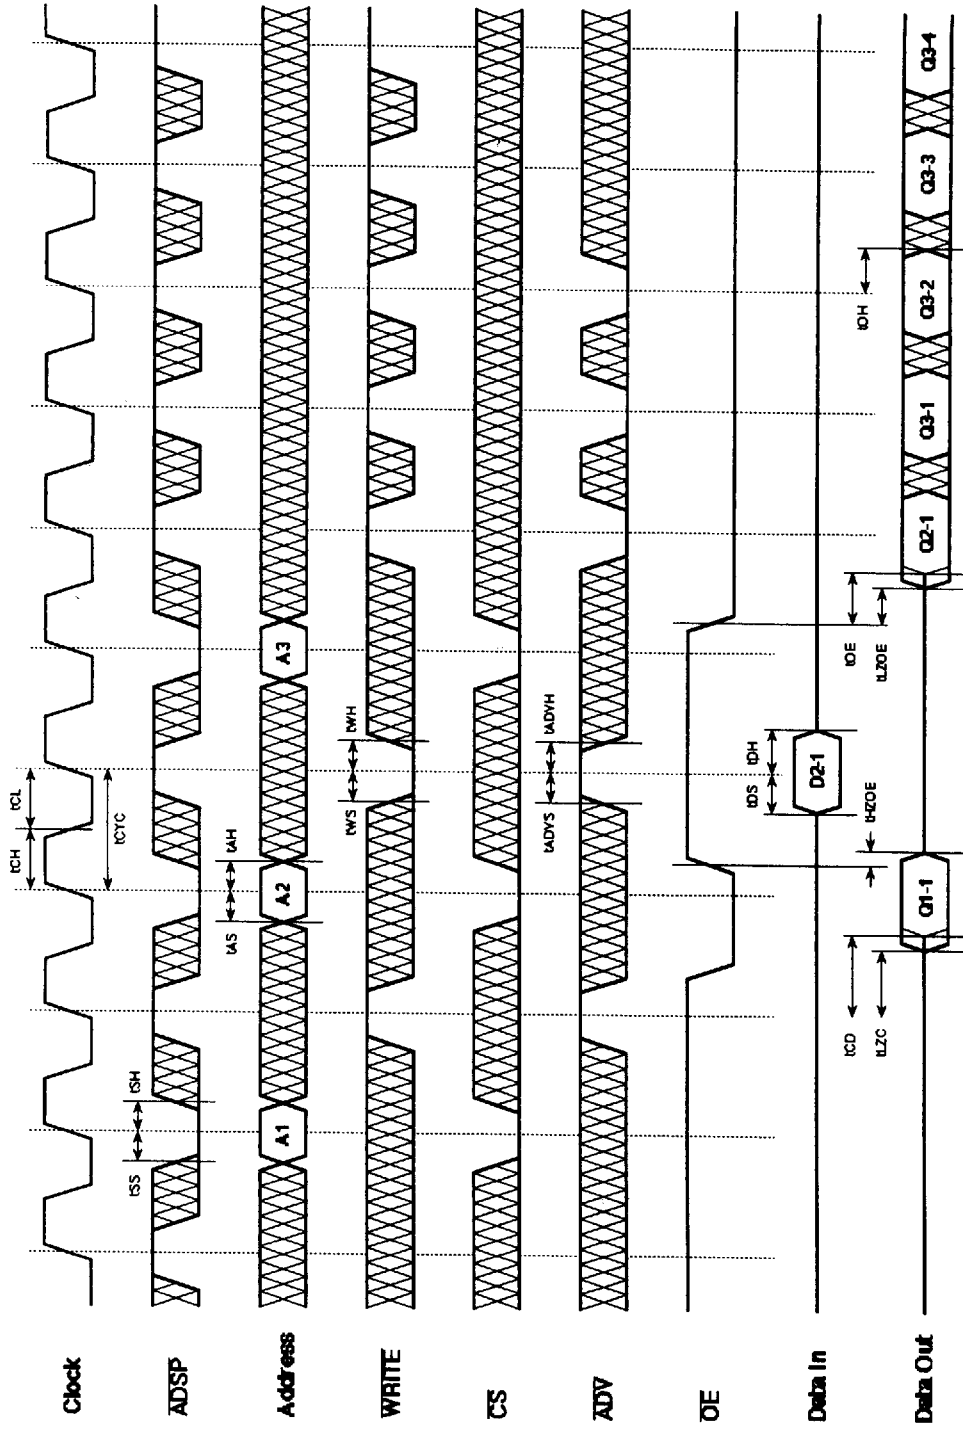 Clock
tCH
tCL
tCYC
ADSP
tSS
tSH
Address
A1
A2
A3
tAS
tAH
WRITE
tWS
tWH
CS
ADV
tADVS
tADVH
OE
Data In
D2-1
tDS
tDH
tHZOE
tOE
tLZOE
tOH
tCD
tLZC
Data Out
Q1-1
Q2-1
Q3-1
Q3-2
Q3-3
Q3-4